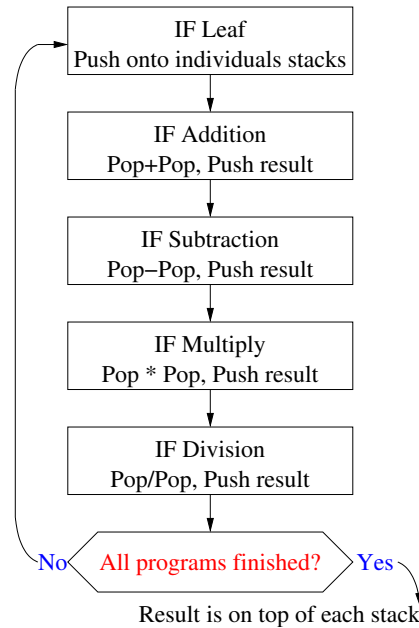 IF Leaf
Push onto individuals stacks
IF Addition
Pop+Pop, Push result
IF Subtraction
Pop−Pop, Push result
IF Multiply
Pop * Pop, Push result
IF Division
Pop/Pop, Push result
No All programs finished? Yes
Result is on top of each stack